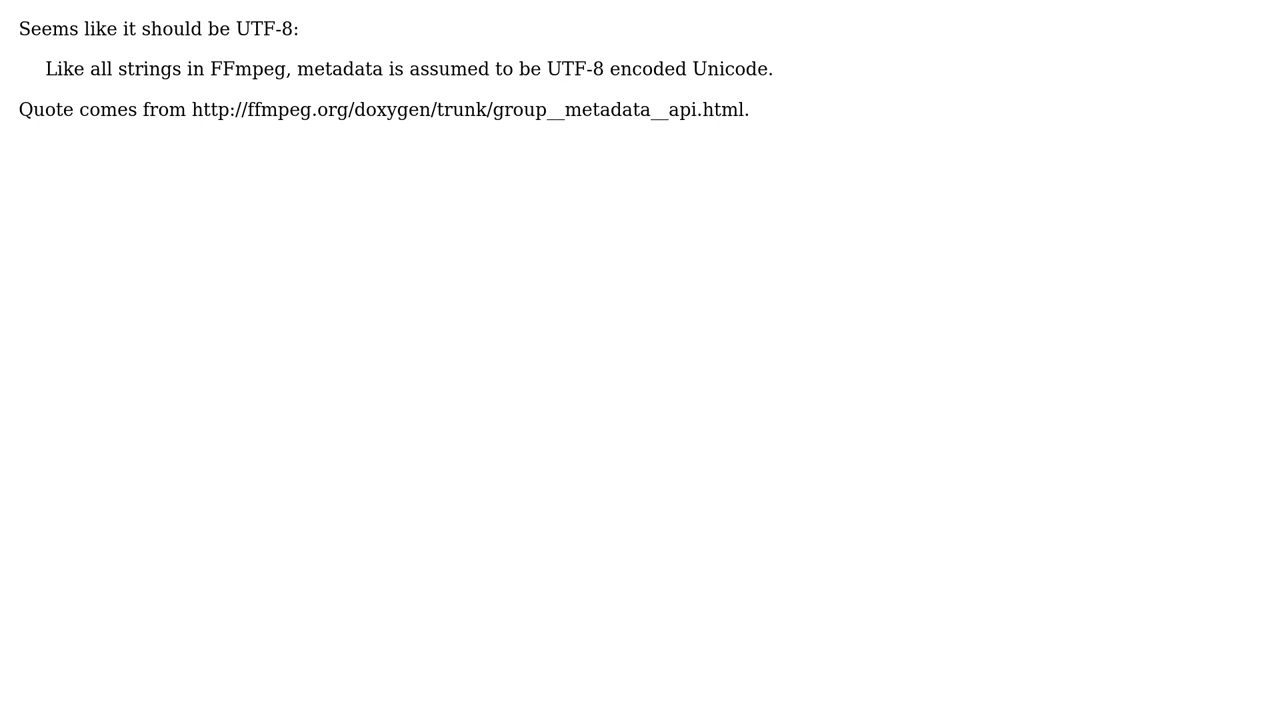 Seems like it should be UTF-8:
Like all strings in FFmpeg, metadata is assumed to be UTF-8 encoded Unicode.
Quote comes from http://ffmpeg.org/doxygen/trunk/group__metadata__api.html.